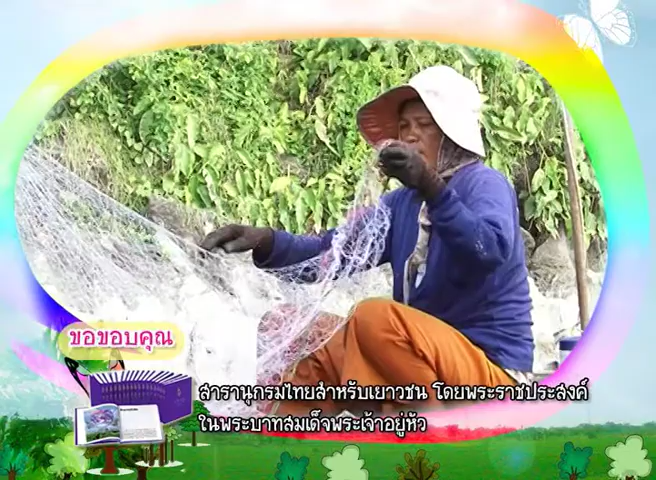 ขอขอบคุณ
สารานุกรมไทยสำหรับเยาวชน โดยพระราชประสงค์
ในพระบาทสมเด็จพระเจ้าอยู่หัว